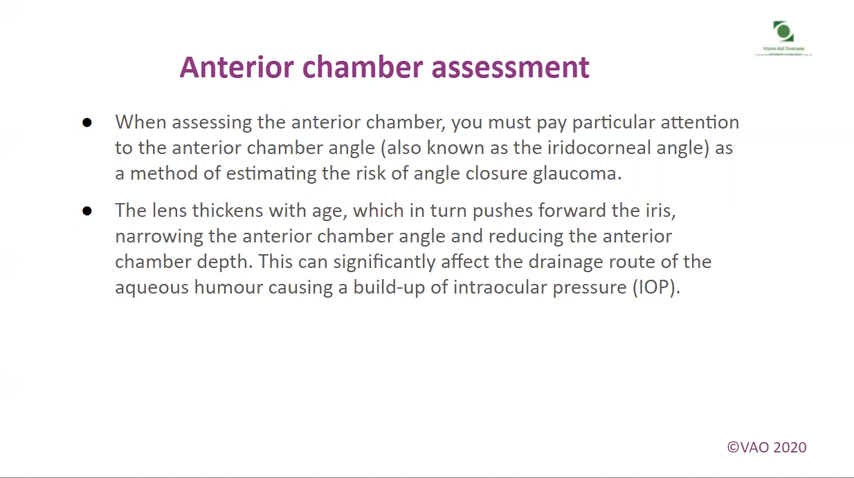 Vision Aid Overseas
Anterior chamber assessment
● When assessing the anterior chamber, you must pay particular attention
to the anterior chamber angle (also known as the iridocorneal angle) as
a method of estimating the risk of angle closure glaucoma.
● The lens thickens with age, which in turn pushes forward the iris,
narrowing the anterior chamber angle and reducing the anterior
chamber depth. This can significantly affect the drainage route of the
aqueous humour causing a build-up of intraocular pressure (IOP).
©VAO 2020